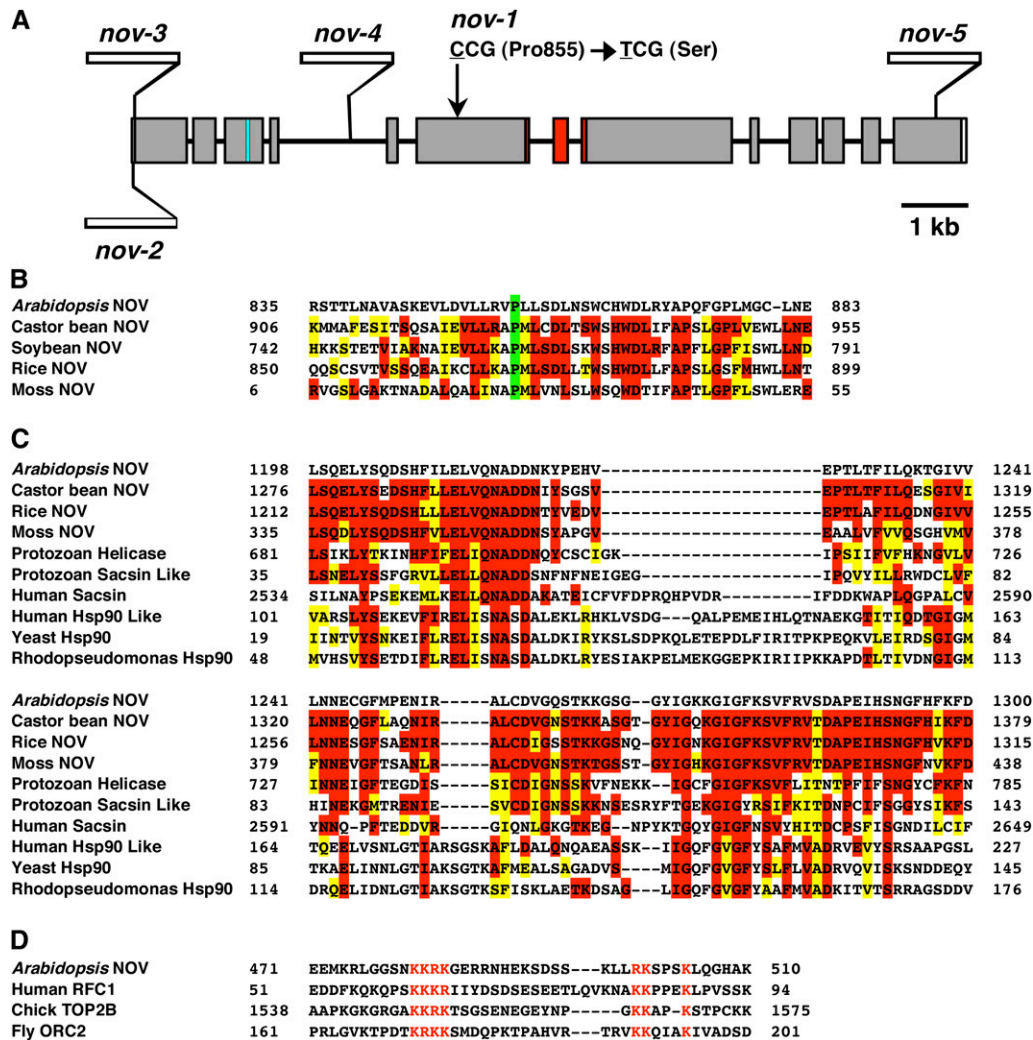 A
nov-3
nov-4
nov-1
nov-5
CCG (Pro855) → TCG (Ser)
nov-2
1 kb
B
Arabidopsis NOV 835 RSTTLNAVASKEVLDVLLRVPLLSDLNSWCHWDLRYAPQFGPLMGC-LNE 883
Castor bean NOV 906 KMMAFESITSQSAIEVLLRAPMLCDLTSWSHWDLIFAPSLGPLVEWLLNE 955
Soybean NOV 742 HKKSTETVIAKNAIEVLLKAPMLSDLSKWSHWDLRFAPFLGPFISWLLND 791
Rice NOV 850 QQSCSVTVSSQEAIKCLLKAPMLSDLLTWSHWDLLFAPSLGSFMHWLLNT 899
Moss NOV 6 RVGSLGAKTNADALQALINAPMLVNLSLWSQWDTIFAPTLGPFLSWLERE 55
C
Arabidopsis NOV 1198 LSQELYSQDSHFILELVQNADDNKYPEHV----------------------EPTLTFILQKTGIVV 1241
Castor bean NOV 1276 LSQELYSEDSHFLLELVQNADDNIYSGSV----------------------EPTLTFILQESGIVI 1319
Rice NOV 1212 LSQELYSQDSHLLLELVQNADDNTYVEDV----------------------EPTLAFILQDNGIVV 1255
Moss NOV 335 LSQDLYSQDSHFVLELVQNADDNSYAPGV----------------------EAALVFVVQSGHVMV 378
Protozoan Helicase 681 LSIKLYTKINHFIFELIQNADDNQYCSCIGK--------------------IPSIIFVFHKNGVLV 726
Protozoan Sacsin Like 35 LSNELYSSFGRVLLELLQNADDSNFNFNEIGEG------------------IPQVYILLRWDCLVF 82
Human Sacsin 2534 SILNAYPSEKEMLKELLQNADDAKATEICFVFDPRQHPVDR---------IFDDKWAPLQGPALCV 2590
Human Hsp90 Like 101 VARSLYSEKEVFIRELISNASDALEKLRHKLVSDG---QALPEMEIHLQTNAEKGTITIQDTGIGM 163
Yeast Hsp90 19 IINTVYSNKEIFLRELISNASDALDKIRYKSLSDPKQLETEPDLFIRITPKPEQKVLEIRDSGIGM 84
Rhodopseudomonas Hsp90 48 MVHSVYSETDIFLRELISNASDALDKLRYESIAKPELMEKGGEPKIRIIPKKAPDTLTIVDNGIGM 113
Arabidopsis NOV 1241 LNNECGFMPENIR-----ALCDVGQSTKKGSG--GYIGKKGIGFKSVFRVSDAPEIHSNGFHFKFD 1300
Castor bean NOV 1320 LNNEQGFLAQNIR-----ALCDVGNSTKKASGT-GYIGQKGIGFKSVFRVTDAPEIHSNGFHIKFD 1379
Rice NOV 1256 LNNESGFSAENIR-----ALCDIGSSTKKGSNQ-GYIGKKGIGFKSVFRVTDAPEIHSNGFHVKFD 1315
Moss NOV 379 FNNEVGFTSANLR-----ALCDVGNSTKTGSST-GYIGHKGIGFKSVFRVTDAPEIHSNGFNVKFD 438
Protozoan Helicase 727 INNEIGFTEGDIS-----SICDIGNSSKVFNEKK---IGCFGIGFKSVFLITNTPFIFSNGYCFKFN 785
Protozoan Sacsin Like 83 HINEKGMTRENIE-----SVCDIGNSSKKNSESRYFTGEKGIGYRSIFKITDNPCIFSGGYSIKFS 143
Human Sacsin 2591 YNNQ-PFTEDDVR-----GIQNLGKGTKEG--NPYKTGQYGIGFNSVYHITDCPSFISGNDILCIF 2649
Human Hsp90 Like 164 TQEELVSNLGTIARSGSKAFLDALQNQAEASSK---IIGQFGVGFYSAFMVADRVEVYSRSAAPGSL 227
Yeast Hsp90 85 TKAELINNLGTIAKSGTKAFMEALSAGADVS-----MIGQFGVGFYSLFLVADRVQVISKSNDDEQY 145
Rhodopseudomonas Hsp90 114 DRQELIDNLGTIAKSGTKSFISKLAETKDSAG----LIGQFGVGFYAAFMVADKITVTSRRAGSDDV 176
D
Arabidopsis NOV 471 EEMKRLGGSNKKRKGERRNHEKSDSS---KLLRKSPSKLQGHAK 510
Human RFC1 51 EDDFKQKQPSKKKRIIYDSDSESEETLQVKNAKKPPEKLPVSSK 94
Chick TOP2B 1538 AAPKGKGRGAKKRKTSGSENEGEYNP----GKKAP-KSTPCKK 1575
Fly ORC2 161 PRLGVKTPDTKRKKSMDQPKTPAHVR--TRVKKQIAKIVADSD 201